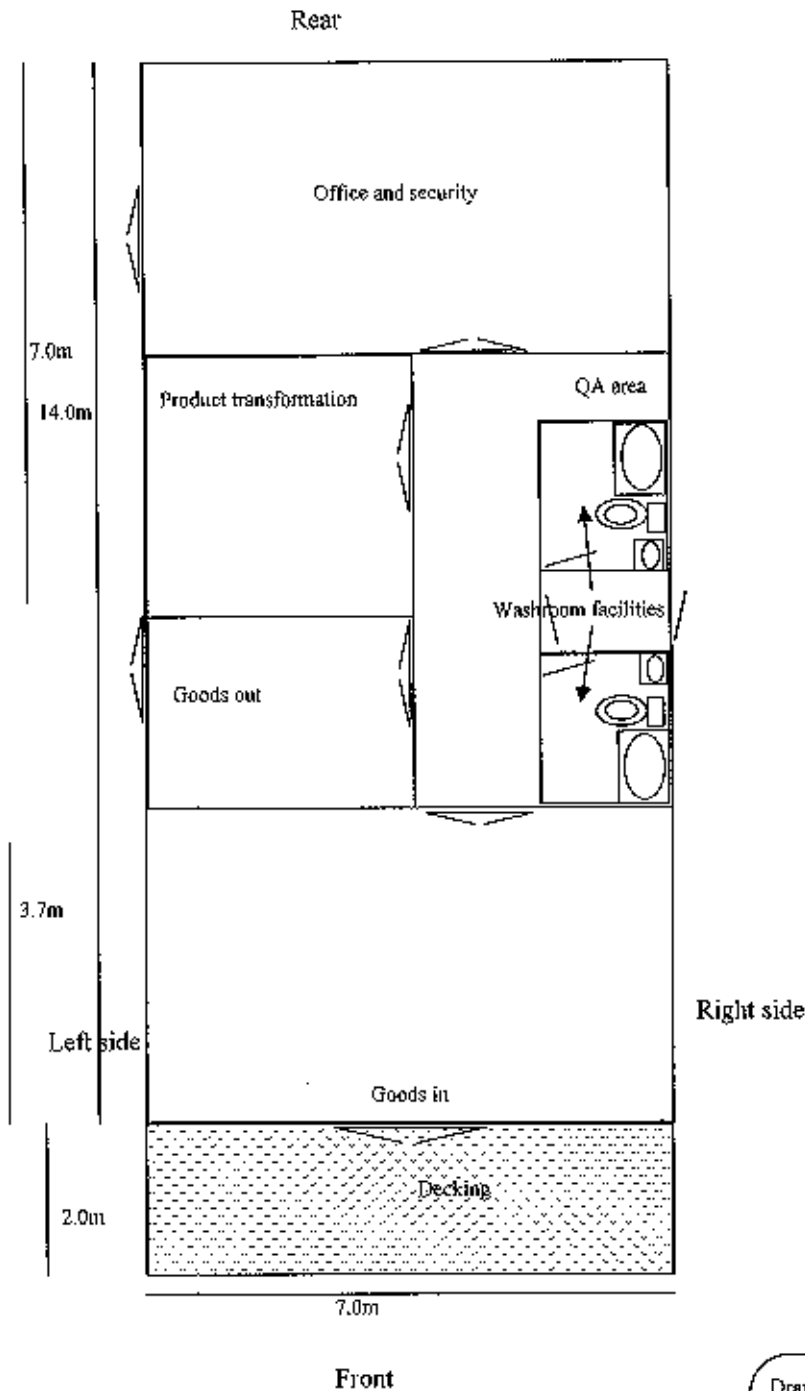 Rear
Office and security
7.0m
14.0m
Product transformation
QA area
Washroom facilities
Goods out
3.7m
Left side
Right side
Goods in
Decking
2.0m
7.0m
Front